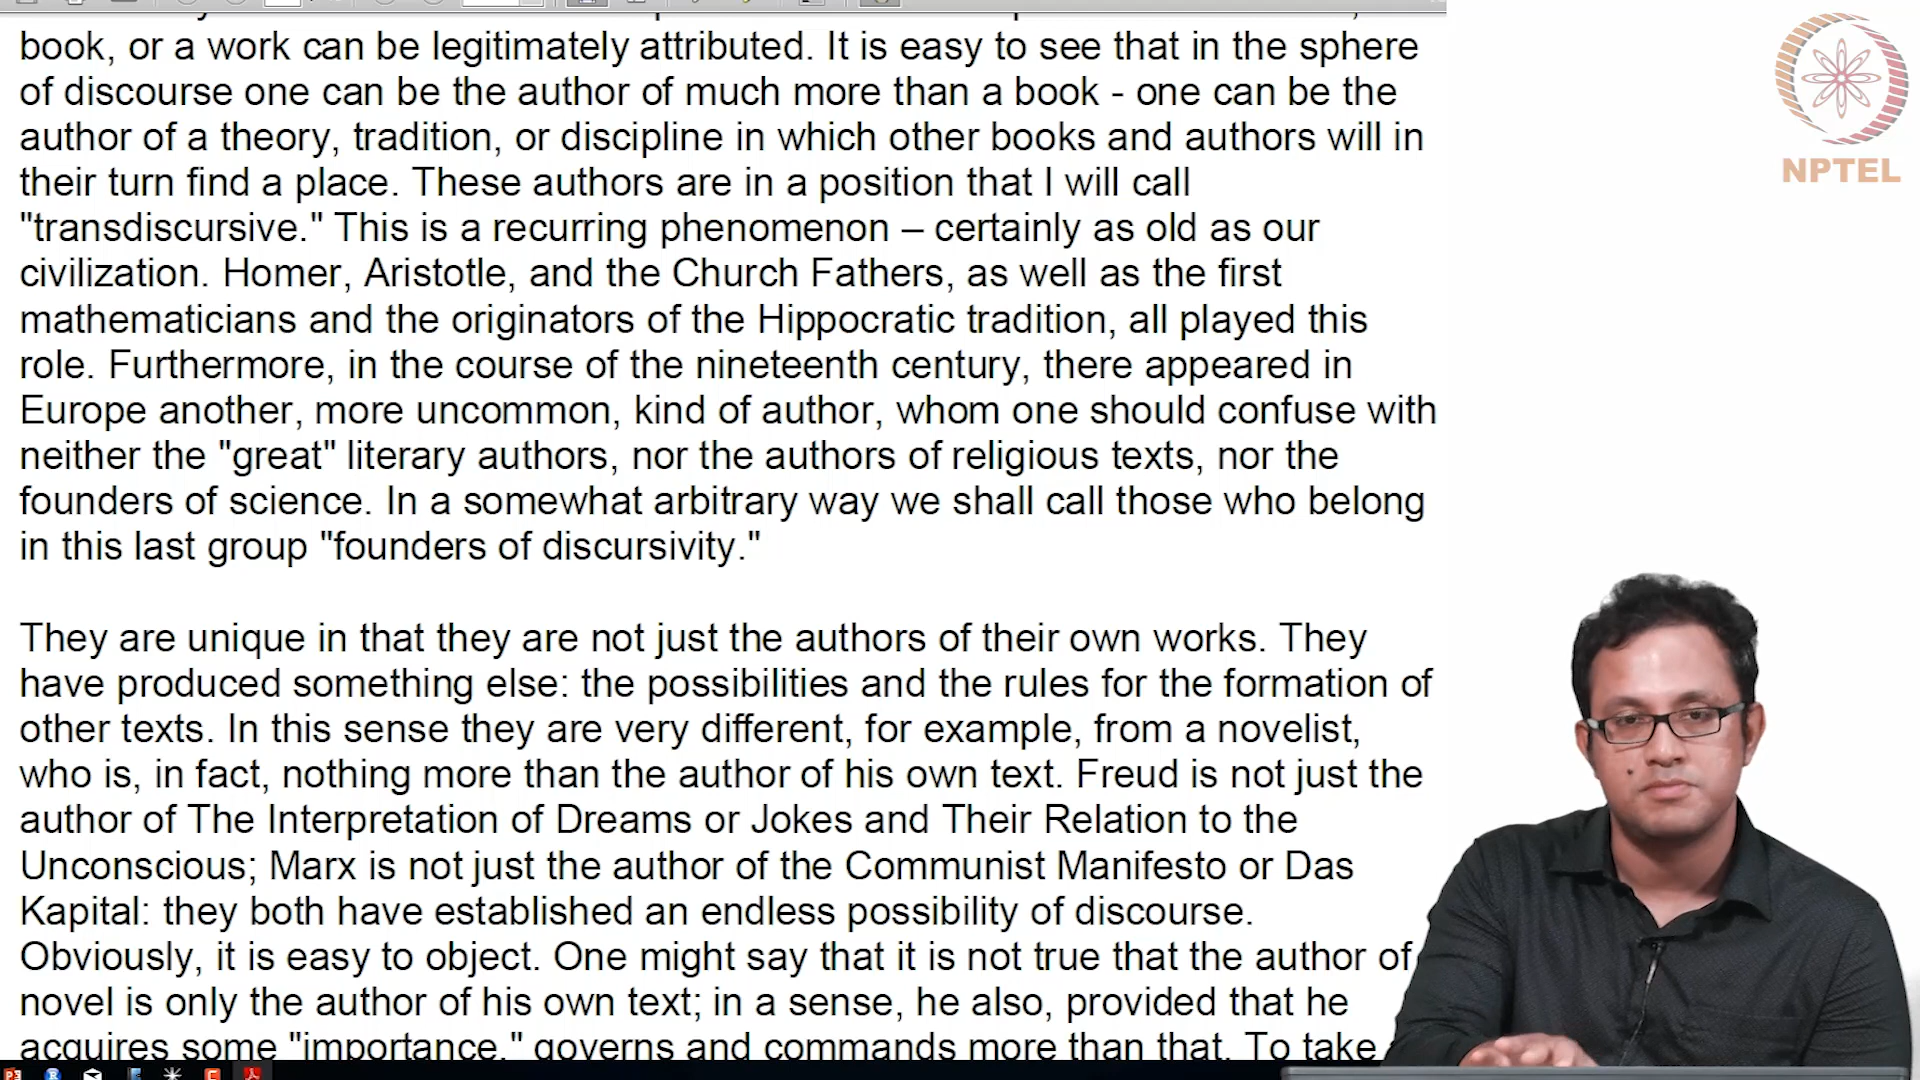 book, or a work can be legitimately attributed. It is easy to see that in the sphere
of discourse one can be the author of much more than a book - one can be the
author of a theory, tradition, or discipline in which other books and authors will in
their turn find a place. These authors are in a position that I will call
"transdiscursive." This is a recurring phenomenon – certainly as old as our
civilization. Homer, Aristotle, and the Church Fathers, as well as the first
mathematicians and the originators of the Hippocratic tradition, all played this
role. Furthermore, in the course of the nineteenth century, there appeared in
Europe another, more uncommon, kind of author, whom one should confuse with
neither the "great" literary authors, nor the authors of religious texts, nor the
founders of science. In a somewhat arbitrary way we shall call those who belong
in this last group "founders of discursivity."
They are unique in that they are not just the authors of their own works. They
have produced something else: the possibilities and the rules for the formation of
other texts. In this sense they are very different, for example, from a novelist,
who is, in fact, nothing more than the author of his own text. Freud is not just the
author of The Interpretation of Dreams or Jokes and Their Relation to the
Unconscious; Marx is not just the author of the Communist Manifesto or Das
Kapital: they both have established an endless possibility of discourse.
Obviously, it is easy to object. One might say that it is not true that the author of
novel is only the author of his own text; in a sense, he also, provided that he
acquires some "importance," governs and commands more than that. To take
NPTEL